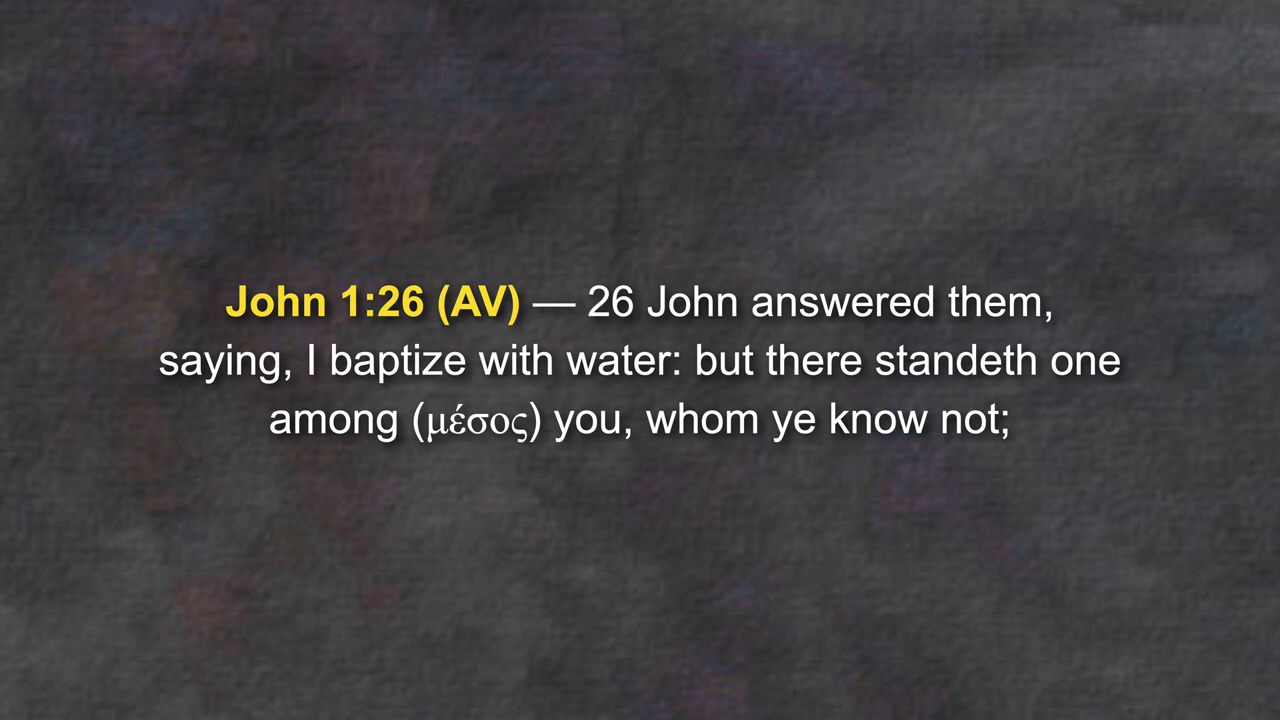 John 1:26 (AV) — 26 John answered them,
saying, I baptize with water: but there standeth one
among (μέσος) you, whom ye know not;